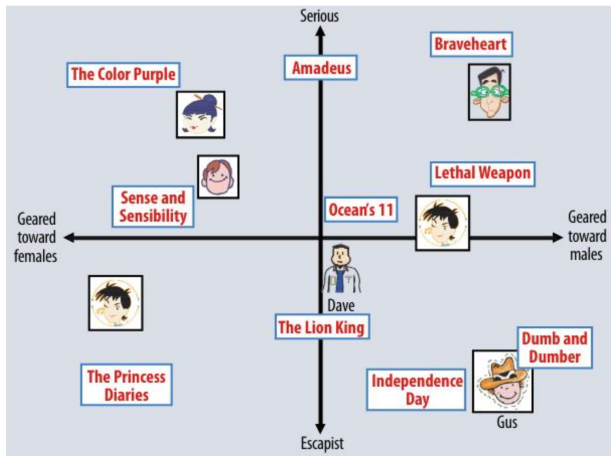 Serious
Braveheart
The Color Purple
Amadeus
Lethal Weapon
Sense and
Sensibility
Ocean's 11
Geared
toward
females
Geared
toward
males
Dave
The Lion King
Dumb and
Dumber
The Princess
Diaries
Independence
Day
Gus
Escapist